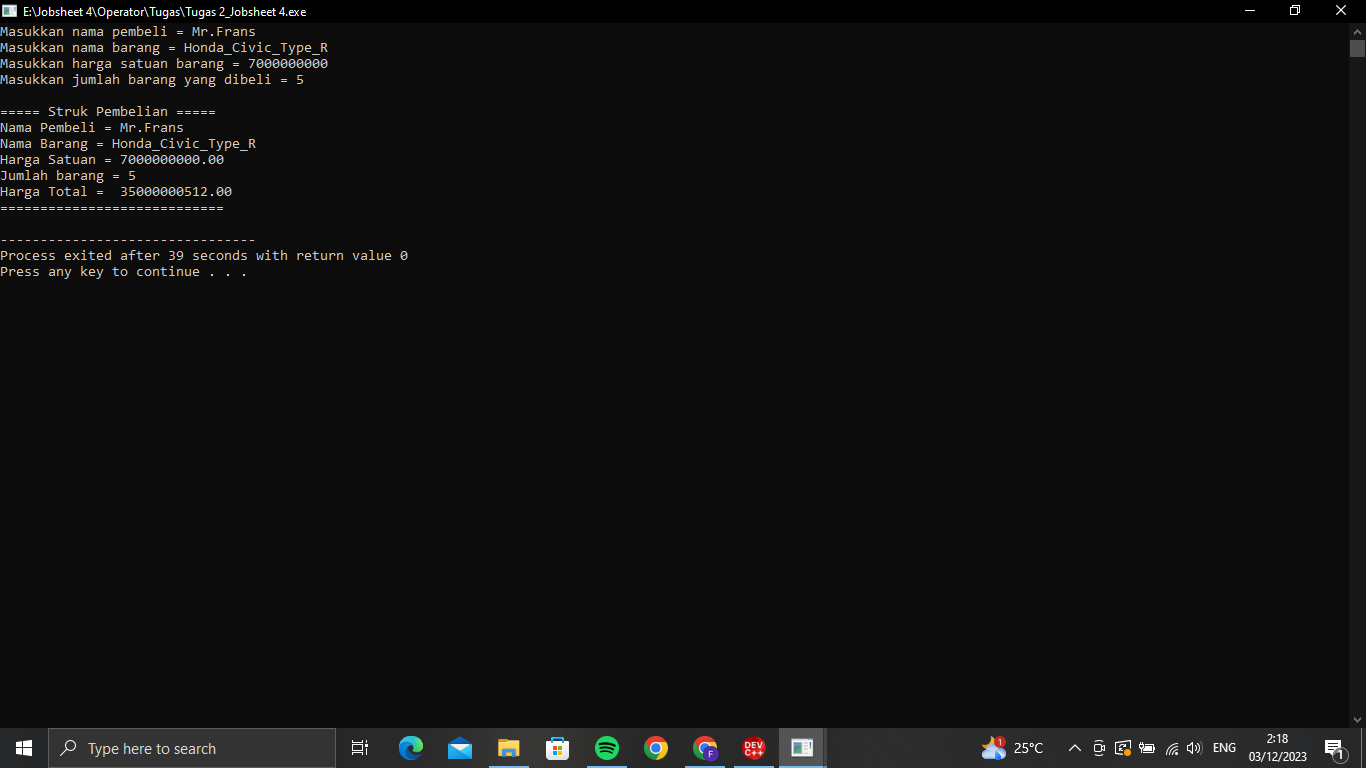 E:\Jobsheet 4\Operator\Tugas\Tugas 2_Jobsheet 4.exe
Masukkan nama pembeli = Mr.Frans
Masukkan nama barang = Honda_Civic_Type_R
Masukkan harga satuan barang = 7000000000
Masukkan jumlah barang yang dibeli = 5
===== Struk Pembelian =====
Nama Pembeli = Mr.Frans
Nama Barang = Honda_Civic_Type_R
Harga Satuan = 7000000000.00
Jumlah barang = 5
Harga Total =  35000000512.00
============================
--------------------------------
Process exited after 39 seconds with return value 0
Press any key to continue . . .
Type here to search
DEV
C++
F
1
25°C
ENG
2:18
03/12/2023
1